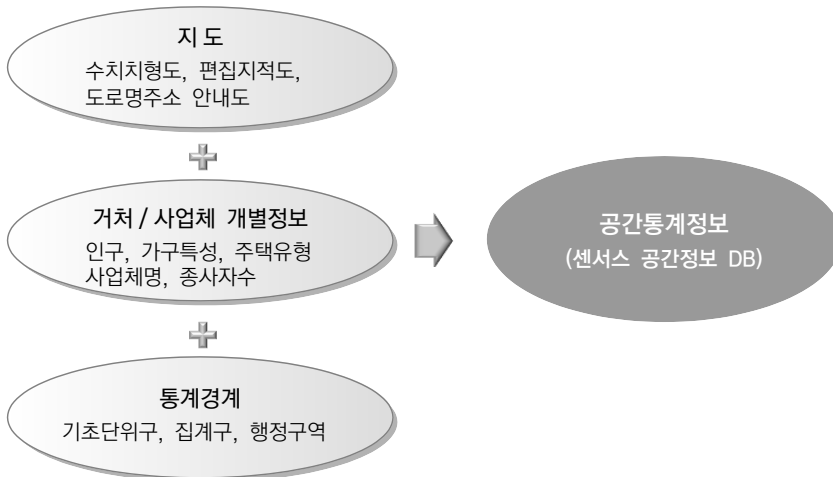 지 도
수치치형도, 편집지적도,
도로명주소 안내도
거처 / 사업체 개별정보
인구, 가구특성, 주택유형
사업체명, 종사자수
통계경계
기초단위구, 집계구, 행정구역
공간통계정보
(센서스 공간정보 DB)